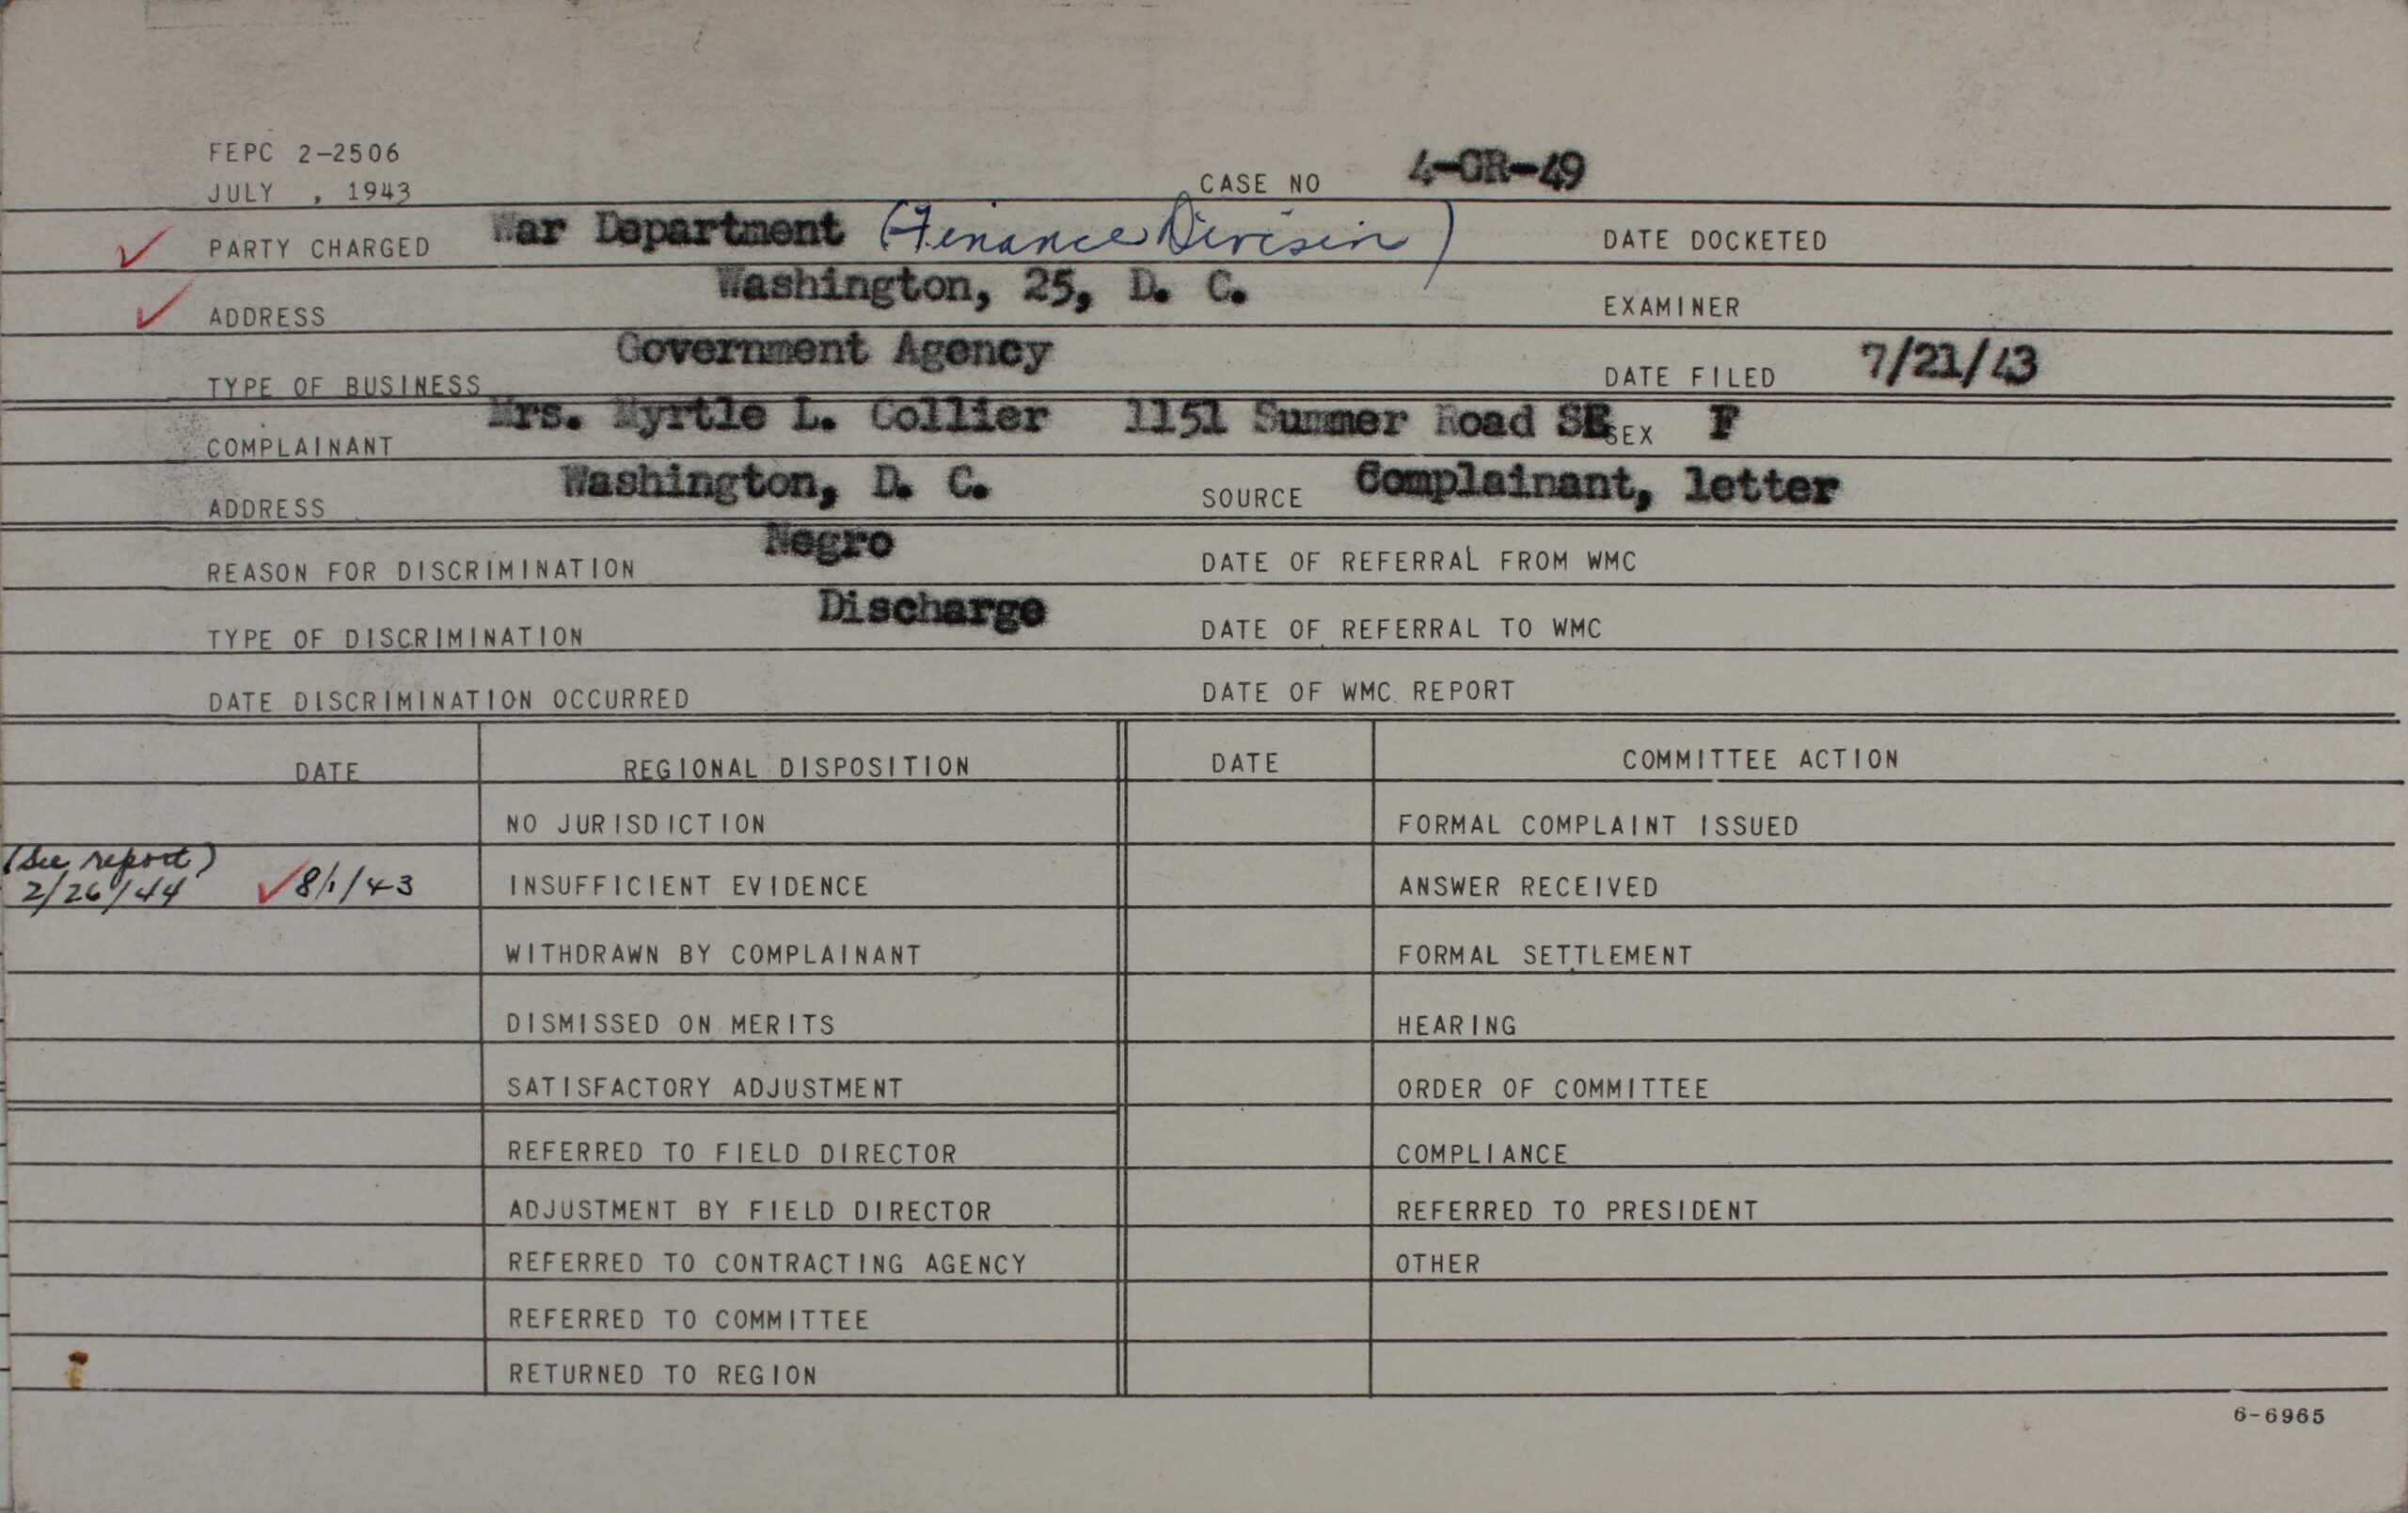 FEPC 2-2506
JULY , 1943
CASE NO 4-GR-49
PARTY CHARGED War Department (Finance Division) DATE DOCKETED
ADDRESS Washington, 25, D. C. EXAMINER
TYPE OF BUSINESS Government Agency DATE FILED 7/21/43
COMPLAINANT Mrs. Myrtle L. Collier 1151 Summer Road SE SEX F
ADDRESS Washington, D. C. SOURCE Complainant, letter
REASON FOR DISCRIMINATION Negro DATE OF REFERRAL FROM WMC
TYPE OF DISCRIMINATION Discharge DATE OF REFERRAL TO WMC
DATE DISCRIMINATION OCCURRED DATE OF WMC REPORT
DATE REGIONAL DISPOSITION DATE COMMITTEE ACTION
NO JURISDICTION FORMAL COMPLAINT ISSUED
(See report)
2/26/44 ✓8/1/43 INSUFFICIENT EVIDENCE ANSWER RECEIVED
WITHDRAWN BY COMPLAINANT FORMAL SETTLEMENT
DISMISSED ON MERITS HEARING
SATISFACTORY ADJUSTMENT ORDER OF COMMITTEE
REFERRED TO FIELD DIRECTOR COMPLIANCE
ADJUSTMENT BY FIELD DIRECTOR REFERRED TO PRESIDENT
REFERRED TO CONTRACTING AGENCY OTHER
REFERRED TO COMMITTEE
RETURNED TO REGION
6-6965